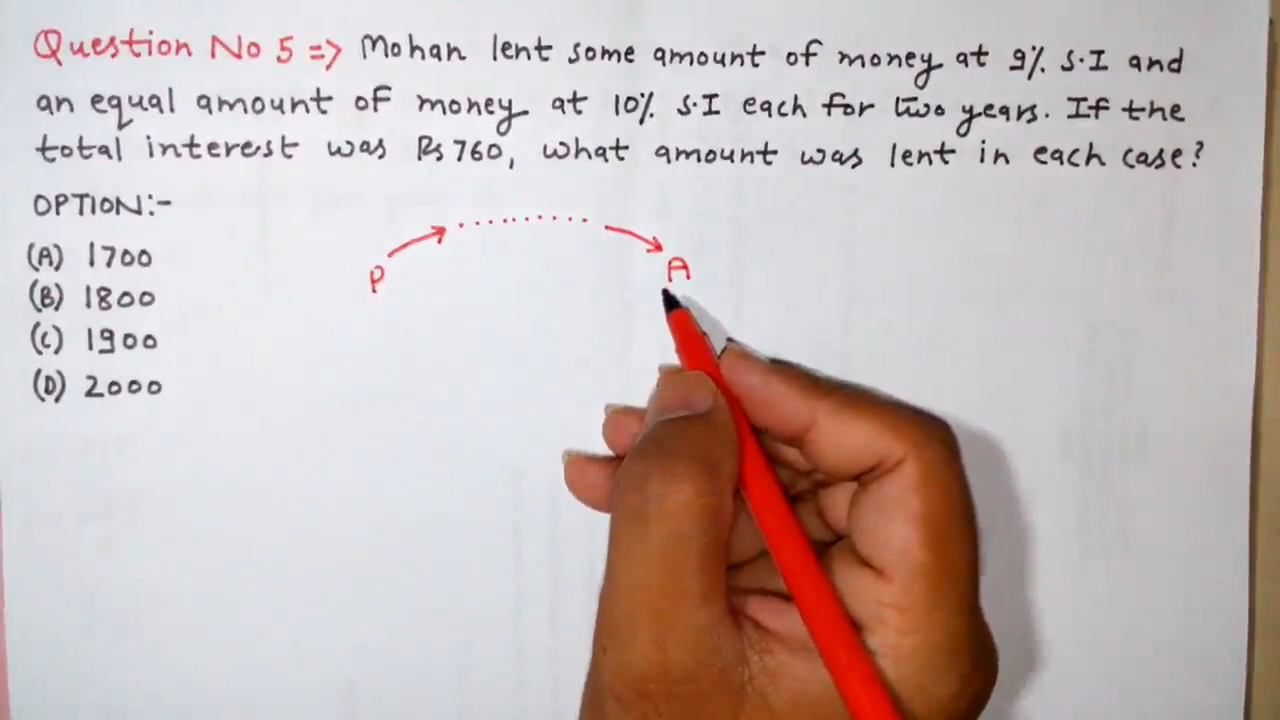 Question No 5 => Mohan lent some amount of money at 9% S.I and
an equal amount of money at 10% S.I each for two years. If the
total interest was Rs 760, what amount was lent in each case?
OPTION:-
(A) 1700
(B) 1800
(C) 1900
(D) 2000
P .......... A